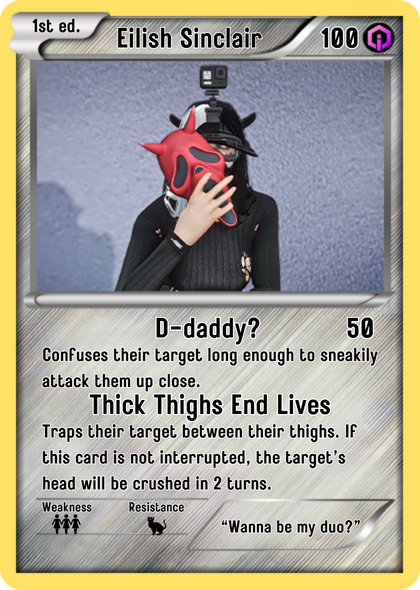 1st ed.
Eilish Sinclair 100
D-daddy? 50
Confuses their target long enough to sneakily
attack them up close.
Thick Thighs End Lives
Traps their target between their thighs. If
this card is not interrupted, the target's
head will be crushed in 2 turns.
Weakness Resistance
"Wanna be my duo?"